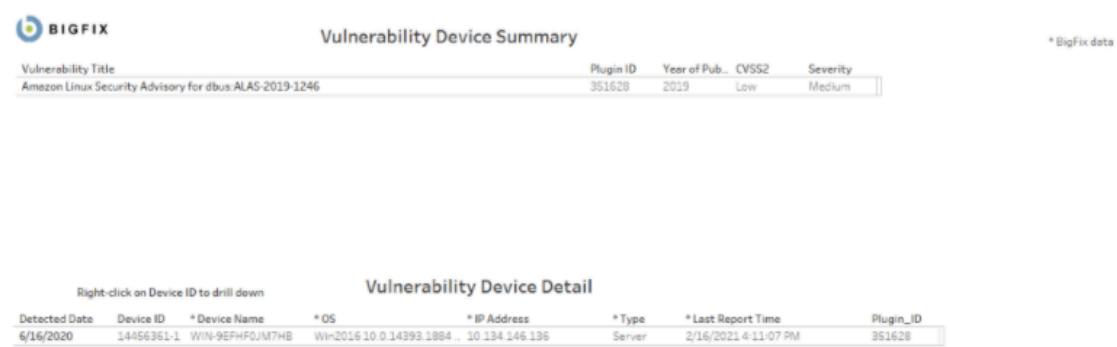 BIGFIX
Vulnerability Device Summary
* BigFix data
Vulnerability Title Plugin ID Year of Pub.. CVSS2 Severity
Amazon Linux Security Advisory for dbus:ALAS-2019-1246 351628 2019 Low Medium
Vulnerability Device Detail
Right-click on Device ID to drill down
Detected Date Device ID * Device Name * OS * IP Address * Type * Last Report Time Plugin_ID
6/16/2020 14456361-1 WIN-9EFHF0JM7HB Win2016 10.0.14393.1884 .. 10.134.146.136 Server 2/16/2021 4:11:07 PM 351628